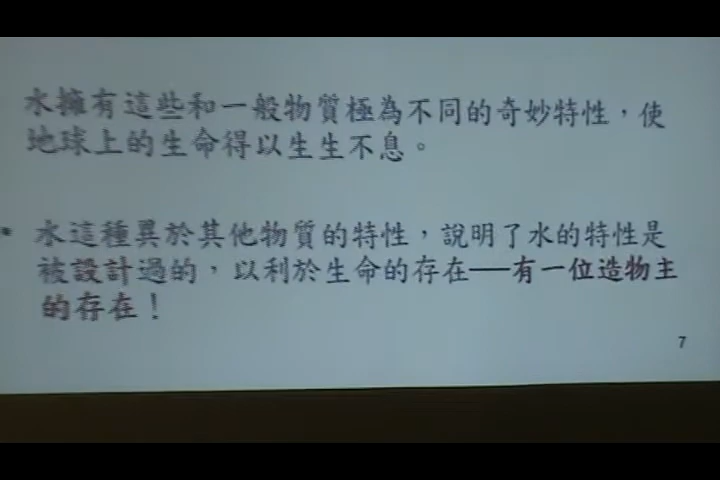 水擁有這些和一般物質極為不同的奇妙特性，使
地球上的生命得以生生不息。
• 水這種異於其他物質的特性，說明了水的特性是
被設計過的，以利於生命的存在──有一位造物主
的存在！
7